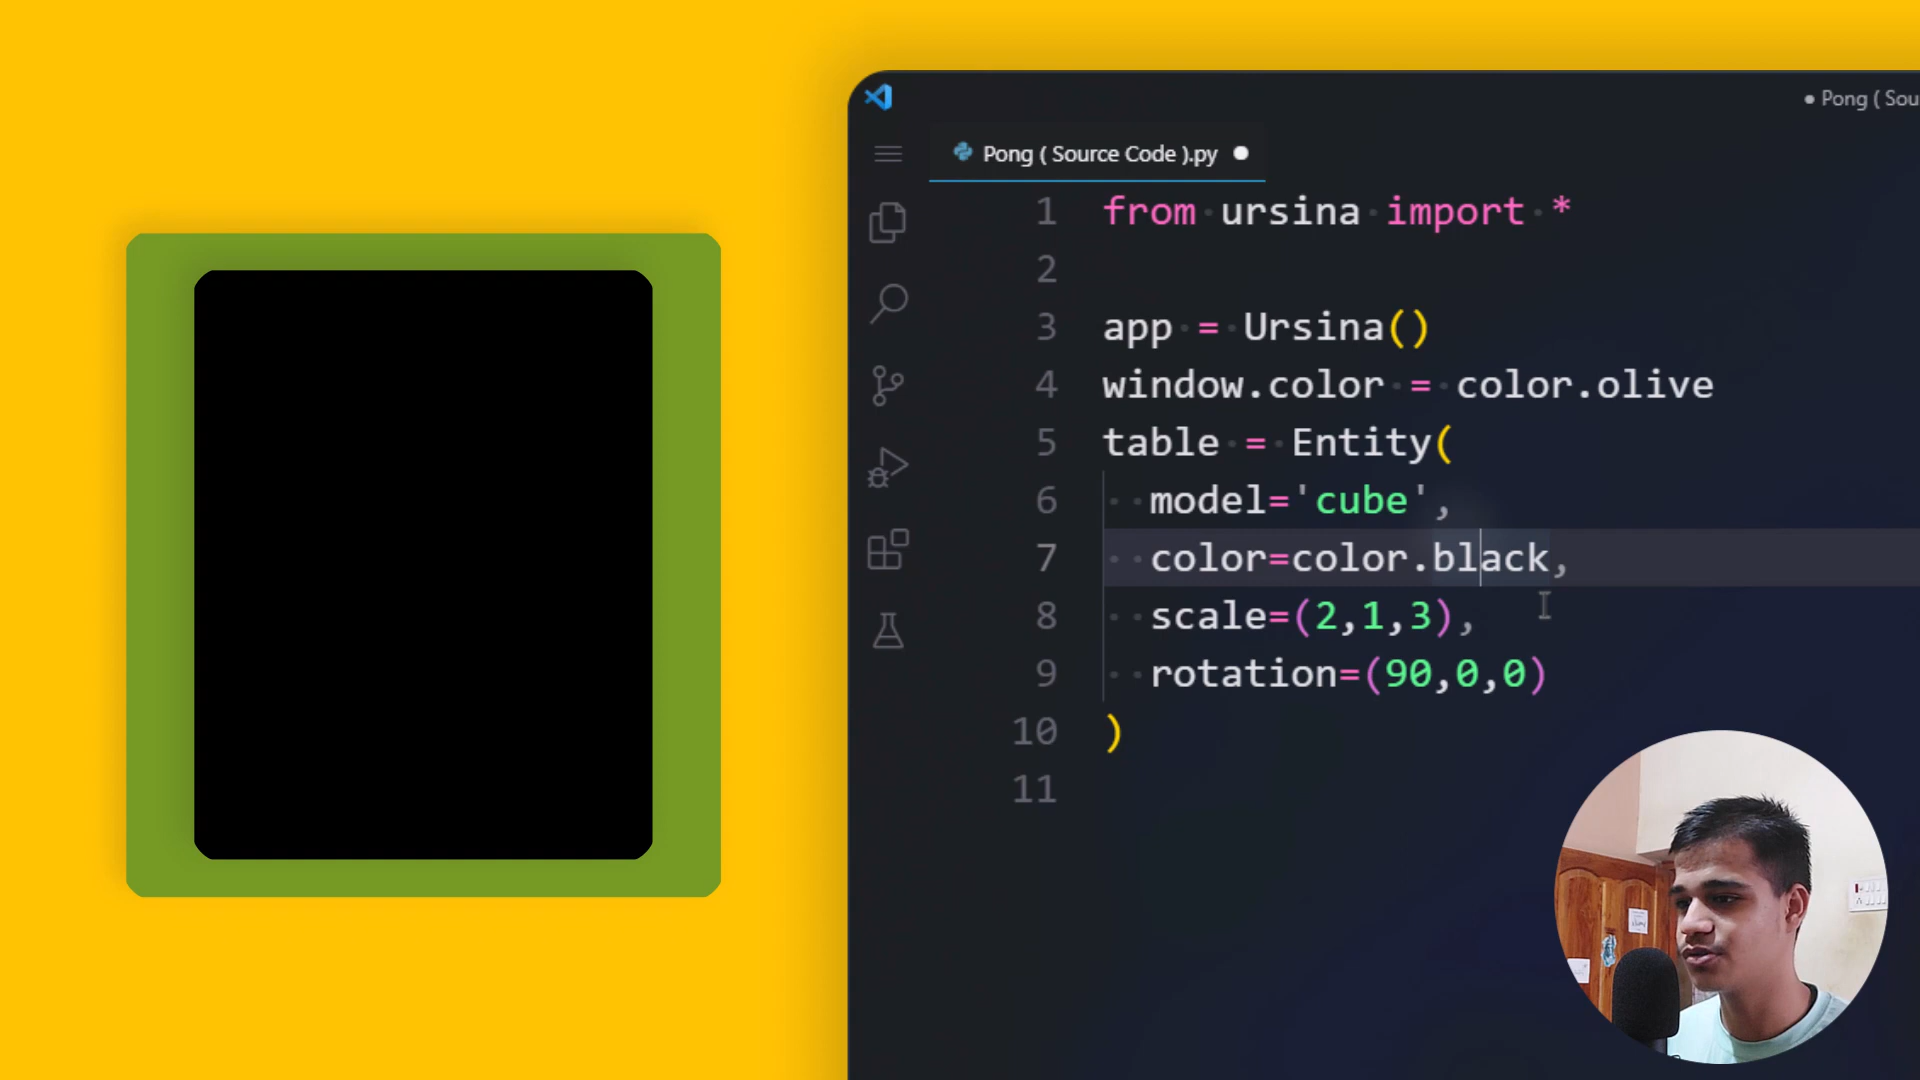 ● Pong ( Sou
Pong ( Source Code ).py
1 from ursina import *
2
3 app = Ursina()
4 window.color = color.olive
5 table = Entity(
6 model='cube',
7 color=color.black,
8 scale=(2,1,3),
9 rotation=(90,0,0)
10 )
11